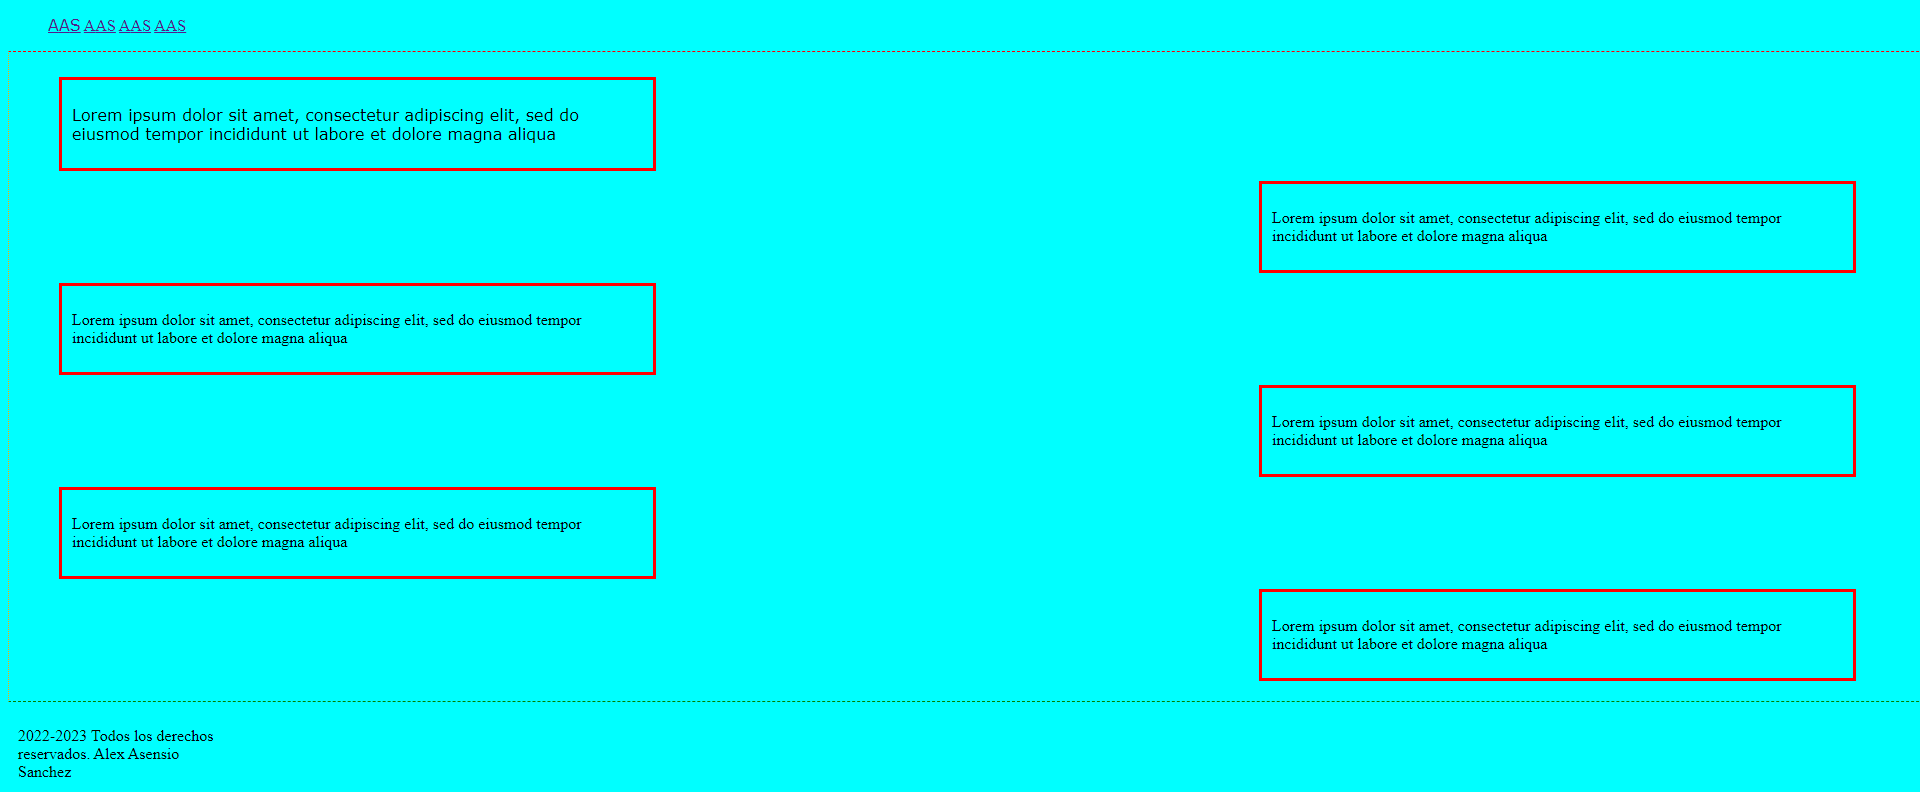 AAS AAS AAS AAS
Lorem ipsum dolor sit amet, consectetur adipiscing elit, sed do
eiusmod tempor incididunt ut labore et dolore magna aliqua
Lorem ipsum dolor sit amet, consectetur adipiscing elit, sed do eiusmod tempor
incididunt ut labore et dolore magna aliqua
Lorem ipsum dolor sit amet, consectetur adipiscing elit, sed do eiusmod tempor
incididunt ut labore et dolore magna aliqua
Lorem ipsum dolor sit amet, consectetur adipiscing elit, sed do eiusmod tempor
incididunt ut labore et dolore magna aliqua
Lorem ipsum dolor sit amet, consectetur adipiscing elit, sed do eiusmod tempor
incididunt ut labore et dolore magna aliqua
Lorem ipsum dolor sit amet, consectetur adipiscing elit, sed do eiusmod tempor
incididunt ut labore et dolore magna aliqua
2022-2023 Todos los derechos
reservados. Alex Asensio
Sanchez